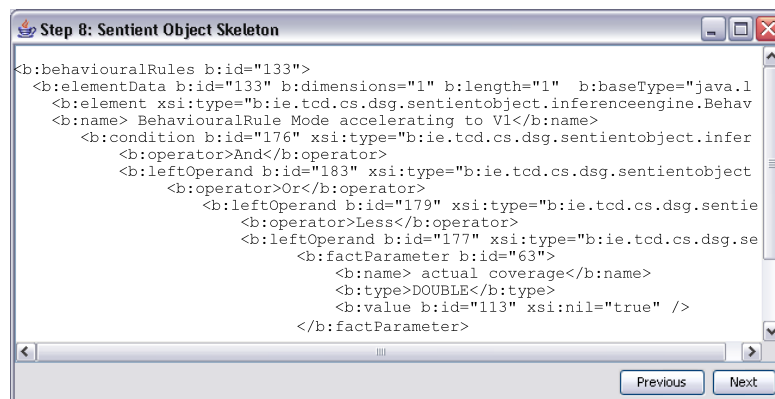 Step 8: Sentient Object Skeleton
<b:behaviouralRules b:id="133">
<b:elementData b:id="133" b:dimensions="1" b:length="1"  b:baseType="java.l
<b:element xsi:type="b:ie.tcd.cs.dsg.sentientobject.inferenceengine.Behav
<b:name> BehaviouralRule Mode accelerating to V1</b:name>
<b:condition b:id="176" xsi:type="b:ie.tcd.cs.dsg.sentientobject.infer
<b:operator>And</b:operator>
<b:leftOperand b:id="183" xsi:type="b:ie.tcd.cs.dsg.sentientobject
<b:operator>Or</b:operator>
<b:leftOperand b:id="179" xsi:type="b:ie.tcd.cs.dsg.sentie
<b:operator>Less</b:operator>
<b:leftOperand b:id="177" xsi:type="b:ie.tcd.cs.dsg.se
<b:factParameter b:id="63">
<b:name> actual coverage</b:name>
<b:type>DOUBLE</b:type>
<b:value b:id="113" xsi:nil="true" />
</b:factParameter>
Previous Next